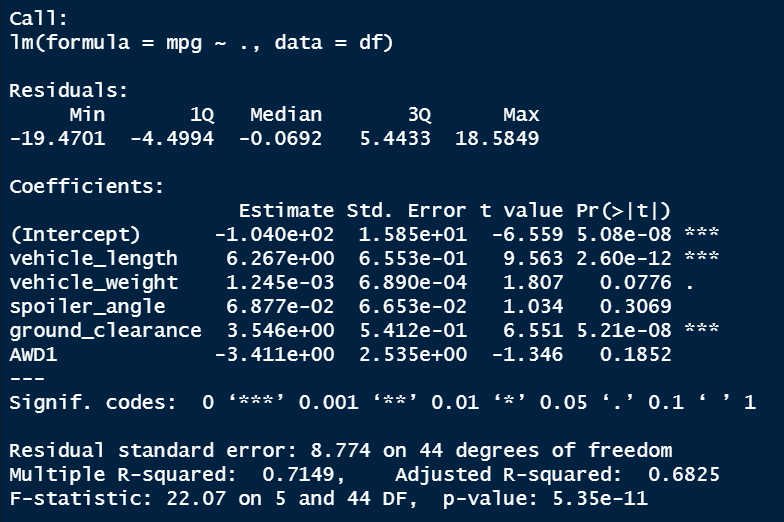 Call:
lm(formula = mpg ~ ., data = df)
Residuals:
     Min       1Q   Median       3Q      Max
-19.4701  -4.4994  -0.0692   5.4433  18.5849
Coefficients:
                   Estimate Std. Error t value Pr(>|t|)
(Intercept)      -1.040e+02  1.585e+01  -6.559 5.08e-08 ***
vehicle_length    6.267e+00  6.553e-01   9.563 2.60e-12 ***
vehicle_weight    1.245e-03  6.890e-04   1.807   0.0776 .
spoiler_angle     6.877e-02  6.653e-02   1.034   0.3069
ground_clearance  3.546e+00  5.412e-01   6.551 5.21e-08 ***
AWD1             -3.411e+00  2.535e+00  -1.346   0.1852
---
Signif. codes:  0 ‘***’ 0.001 ‘**’ 0.01 ‘*’ 0.05 ‘.’ 0.1 ‘ ’ 1
Residual standard error: 8.774 on 44 degrees of freedom
Multiple R-squared:  0.7149,    Adjusted R-squared:  0.6825
F-statistic: 22.07 on 5 and 44 DF,  p-value: 5.35e-11